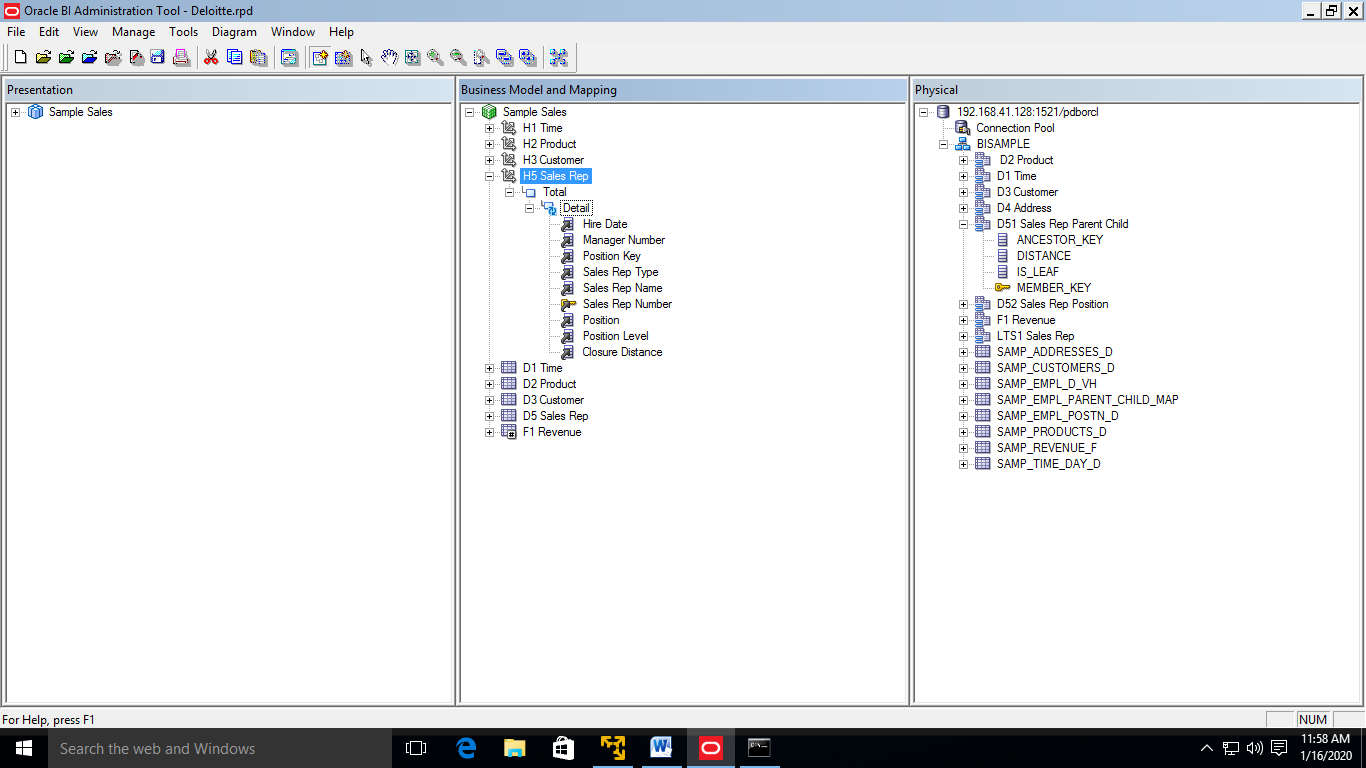 Oracle BI Administration Tool - Deloitte.rpd
File Edit View Manage Tools Diagram Window Help
Presentation
Sample Sales
Business Model and Mapping
Sample Sales
H1 Time
H2 Product
H3 Customer
H5 Sales Rep
Total
Detail
Hire Date
Manager Number
Position Key
Sales Rep Type
Sales Rep Name
Sales Rep Number
Position
Position Level
Closure Distance
D1 Time
D2 Product
D3 Customer
D5 Sales Rep
F1 Revenue
Physical
192.168.41.128:1521/pdborcl
Connection Pool
BISAMPLE
D2 Product
D1 Time
D3 Customer
D4 Address
D51 Sales Rep Parent Child
ANCESTOR_KEY
DISTANCE
IS_LEAF
MEMBER_KEY
D52 Sales Rep Position
F1 Revenue
LTS1 Sales Rep
SAMP_ADDRESSES_D
SAMP_CUSTOMERS_D
SAMP_EMPL_D_VH
SAMP_EMPL_PARENT_CHILD_MAP
SAMP_EMPL_POSTN_D
SAMP_PRODUCTS_D
SAMP_REVENUE_F
SAMP_TIME_DAY_D
For Help, press F1
NUM
Search the web and Windows
11:58 AM
1/16/2020